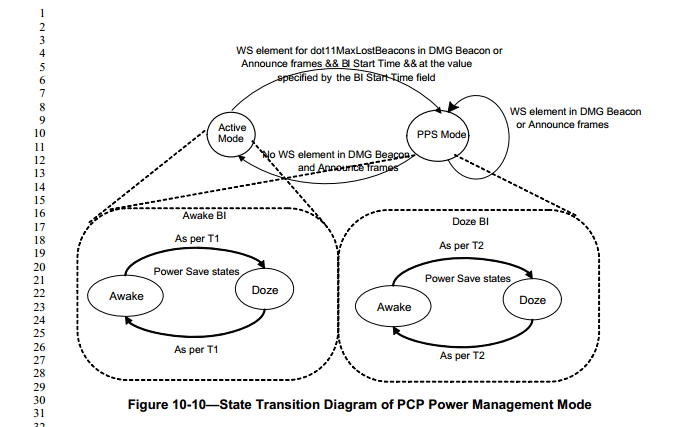 1
2
3
4
5
6
7
8
9
10
11
12
13
14
15
16
17
18
19
20
21
22
23
24
25
26
27
28
29
30
31
32
WS element for dot11MaxLostBeacons in DMG Beacon or
Announce frames && BI Start Time && at the value
specified by the BI Start Time field
WS element in DMG Beacon
or Announce frames
Active
Mode
PPS Mode
No WS element in DMG Beacon
and Announce frames
Awake BI
Doze BI
As per T1
As per T2
Power Save states
Power Save states
Awake
Doze
Awake
Doze
As per T1
As per T2
Figure 10-10—State Transition Diagram of PCP Power Management Mode